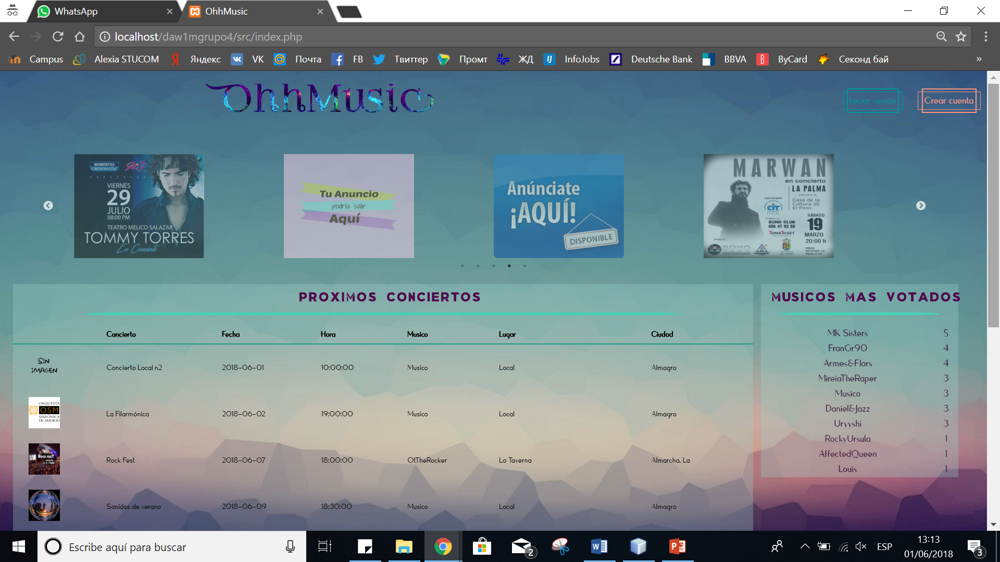 WhatsApp
OhhMusic
localhost/daw1mgrupo4/src/index.php
Campus Alexia STUCOM Яндекс VK Почта FB Твиттер Промт ЖД InfoJobs Deutsche Bank BBVA ByCard Секонд бай »
OhhMusic
Iniciar sesión
Crear cuenta
MOMENTOS
CREDOMATIC
94.7
PRESENTAN
VIERNES
29
JULIO
08:00 PM
TEATRO MELICO SALAZAR
TOMMY TORRES
En Concierto
Tu Anuncio
podría salir
Aquí
Anúnciate
¡AQUÍ!
DISPONIBLE
MARWAN
en concierto
LA PALMA
Casa de la
Cultura de
El Paso
CIT
BUHO CLUB
686 47 93 88
TOMATICKET
SÁBADO
19
MARZO
20:00 h
PROXIMOS CONCIERTOS
Concierto Fecha Hora Musico Lugar Ciudad
SIN
IMAGEN
Concierto Local n2 2018-06-01 10:00:00 Musico Local Almagro
ORQUESTA
OSM
SINFÓNICA
DE MADRID
La Filarmónica 2018-06-02 19:00:00 Musico Local Almagro
ROCK FEST
Rock Fest 2018-06-07 18:00:00 OtTheRocker La Taverna Almarcha, La
Sonidos de verano 2018-06-09 18:30:00 Musico Local Almagro
MUSICOS MAS VOTADOS
MK Sisters 5
FranGr90 4
Armes&Flors 4
MireiaTheRaper 3
Musico 3
Daniel&Jazz 3
Uryyshi 3
RockyUrsula 1
AffectedQueen 1
Louis 1
Escribe aquí para buscar
2
ESP
13:13
01/06/2018
3